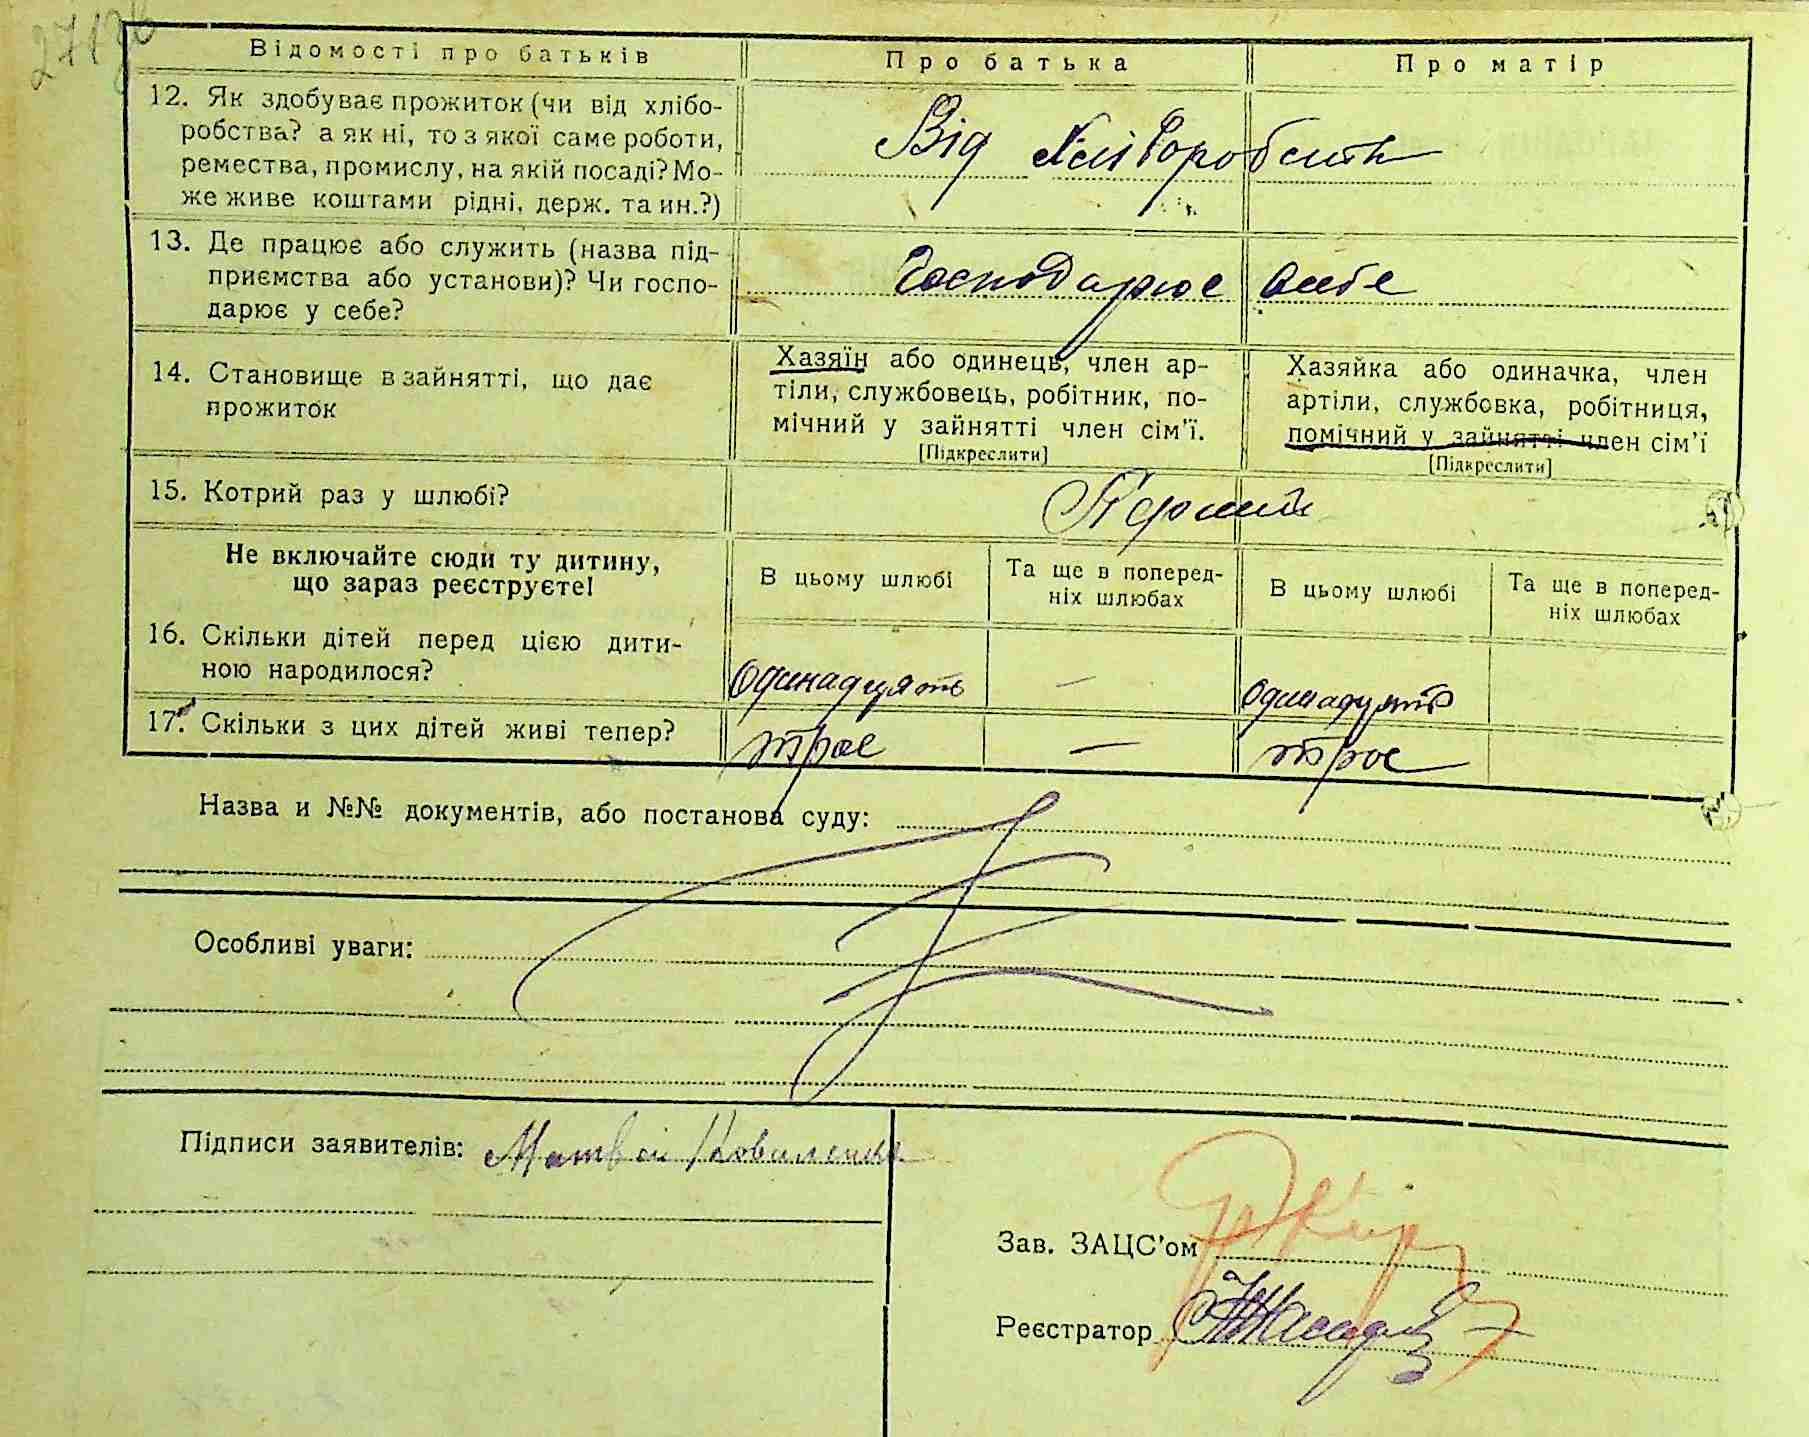 Відомості про батьків
Про батька
Про матір
12. Як здобуває прожиток (чи від хлібо-
робства? а як ні, то з якої саме роботи,
ремества, промислу, на якій посаді? Мо-
же живе коштами рідні, держ. та ин.?)
Від хліборобств
13. Де працює або служить (назва під-
приємства або установи)? Чи госпо-
дарює у себе?
Господарює в себе
14. Становище в зайнятті, що дає
прожиток
Хазяїн або одинець, член ар-
тіли, службовець, робітник, по-
мічний у зайнятті член сім'ї.
[Підкреслити]
Хазяйка або одиначка, член
артіли, службовка, робітниця,
помічний у зайнятті член сім'ї
[Підкреслити]
15. Котрий раз у шлюбі?
Перший
Не включайте сюди ту дитину,
що зараз реєструєте!
В цьому шлюбі
Та ще в поперед-
ніх шлюбах
В цьому шлюбі
Та ще в поперед-
ніх шлюбах
16. Скільки дітей перед цією дити-
ною народилося?
одинадцять
—
одинадцять
17. Скільки з цих дітей живі тепер?
троє
—
троє
Назва и №№ документів, або постанова суду:
Особливі уваги:
Підписи заявителів: Матвій Коваленко
Зав. ЗАЦС'ом
Реєстратор